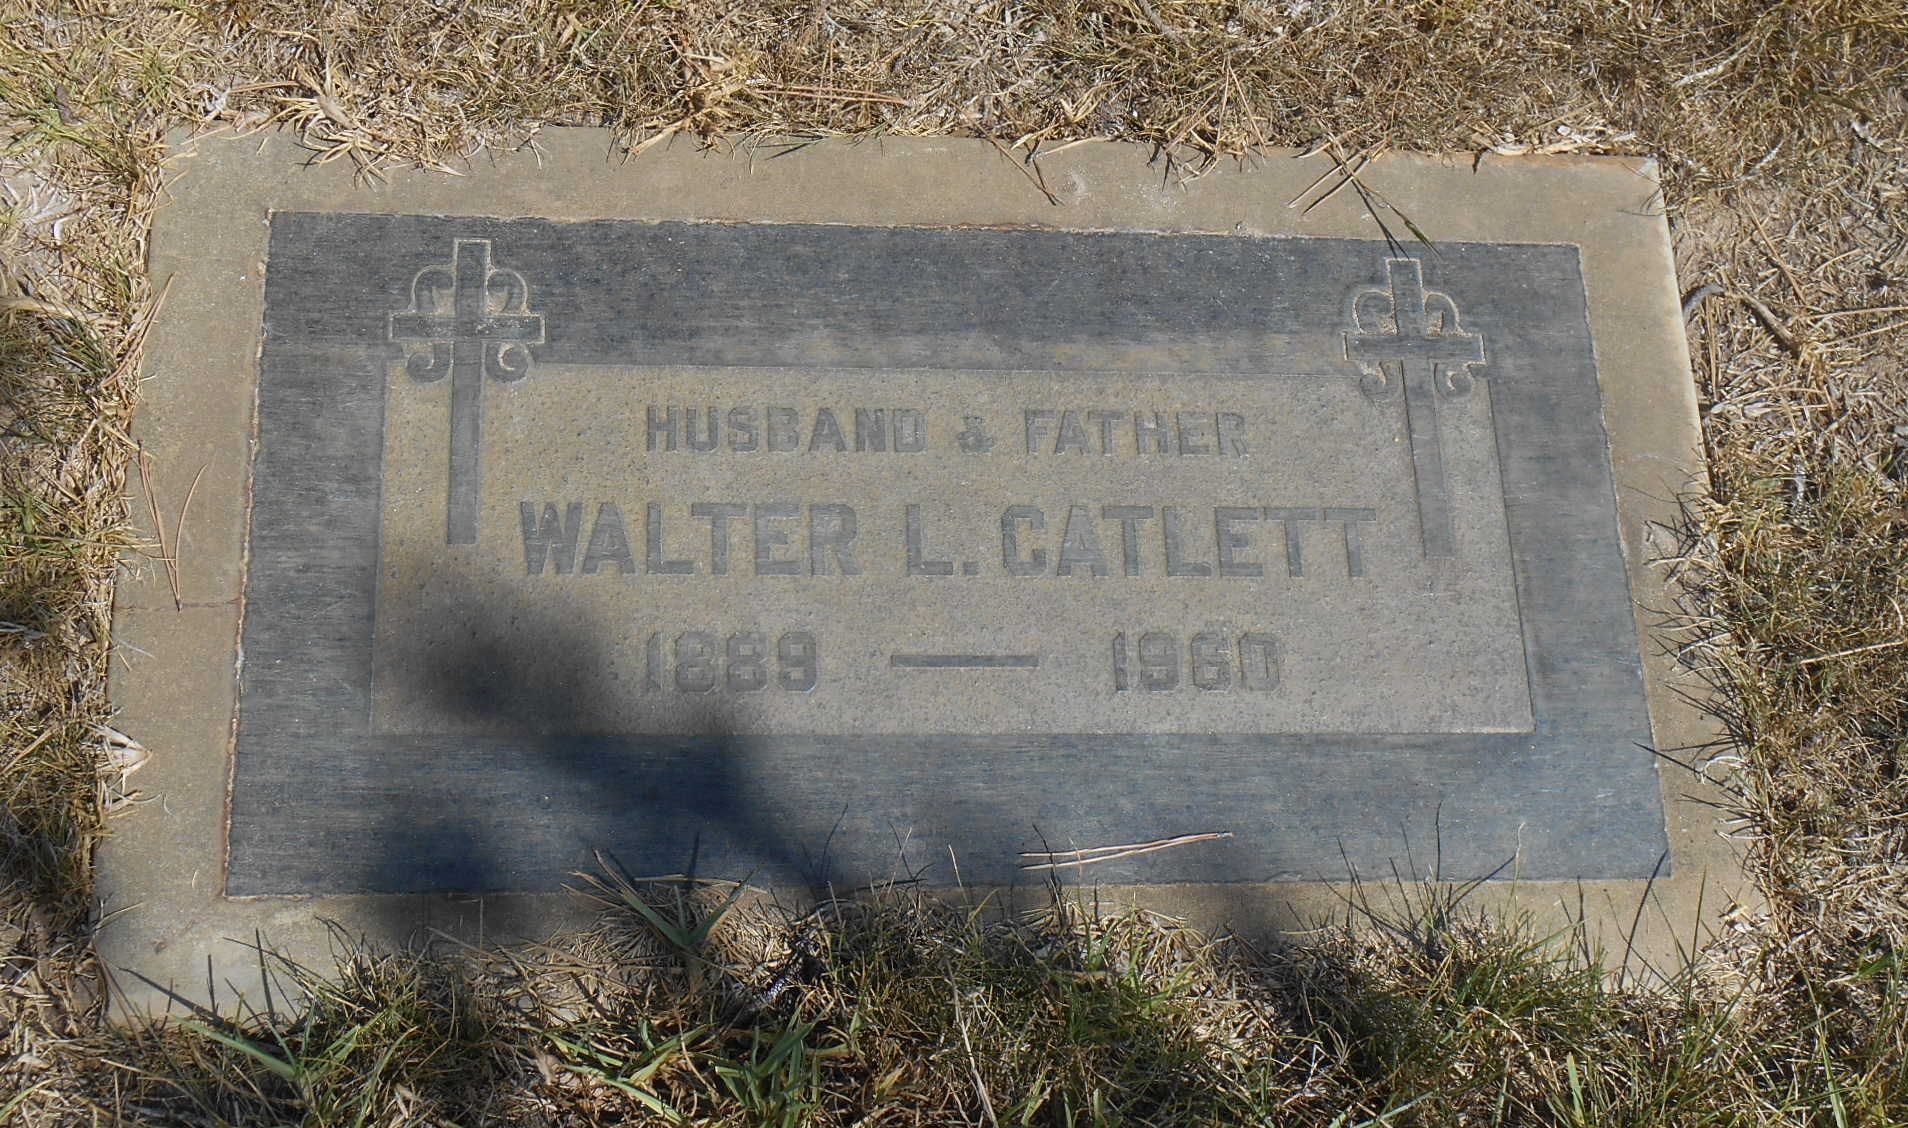 HUSBAND & FATHER
WALTER L. CATLETT
1889 — 1960